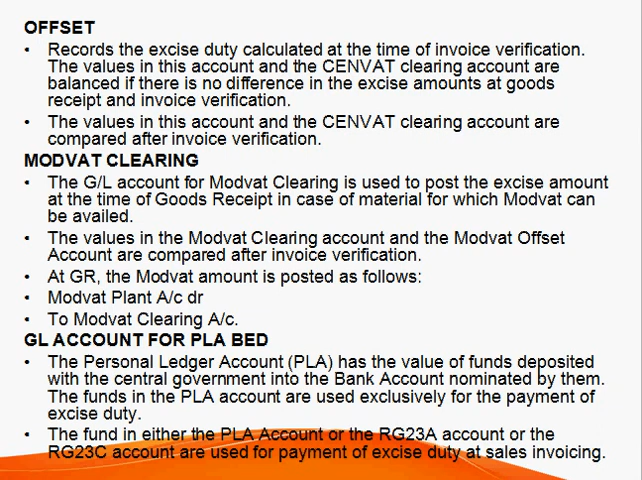 OFFSET
• Records the excise duty calculated at the time of invoice verification.
The values in this account and the CENVAT clearing account are
balanced if there is no difference in the excise amounts at goods
receipt and invoice verification.
• The values in this account and the CENVAT clearing account are
compared after invoice verification.
MODVAT CLEARING
• The G/L account for Modvat Clearing is used to post the excise amount
at the time of Goods Receipt in case of material for which Modvat can
be availed.
• The values in the Modvat Clearing account and the Modvat Offset
Account are compared after invoice verification.
• At GR, the Modvat amount is posted as follows:
• Modvat Plant A/c dr
• To Modvat Clearing A/c.
GL ACCOUNT FOR PLA BED
• The Personal Ledger Account (PLA) has the value of funds deposited
with the central government into the Bank Account nominated by them.
The funds in the PLA account are used exclusively for the payment of
excise duty.
• The fund in either the PLA Account or the RG23A account or the
RG23C account are used for payment of excise duty at sales invoicing.